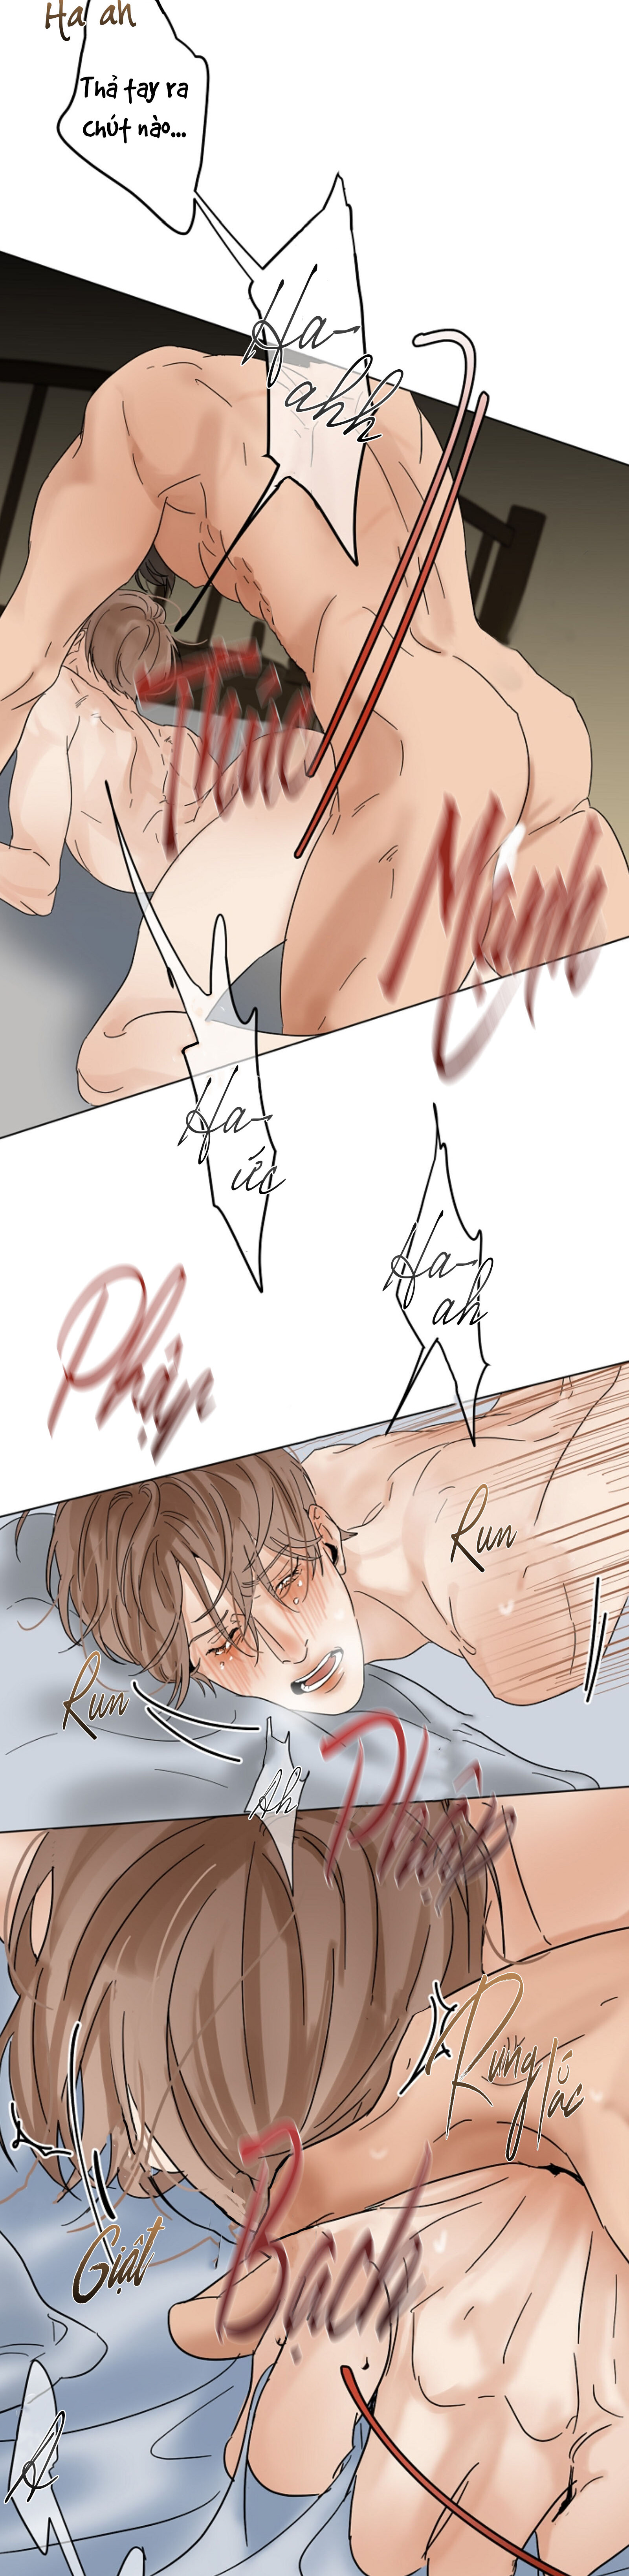 Ha ah
Thả tay ra
chút nào...
Ha-
ahh
Thúc
Mạnh
Ha-
ức
Ha-
ah
Phập
Run
Run
Ah
Phập
Rung
lắc
Bạch
Giật
A